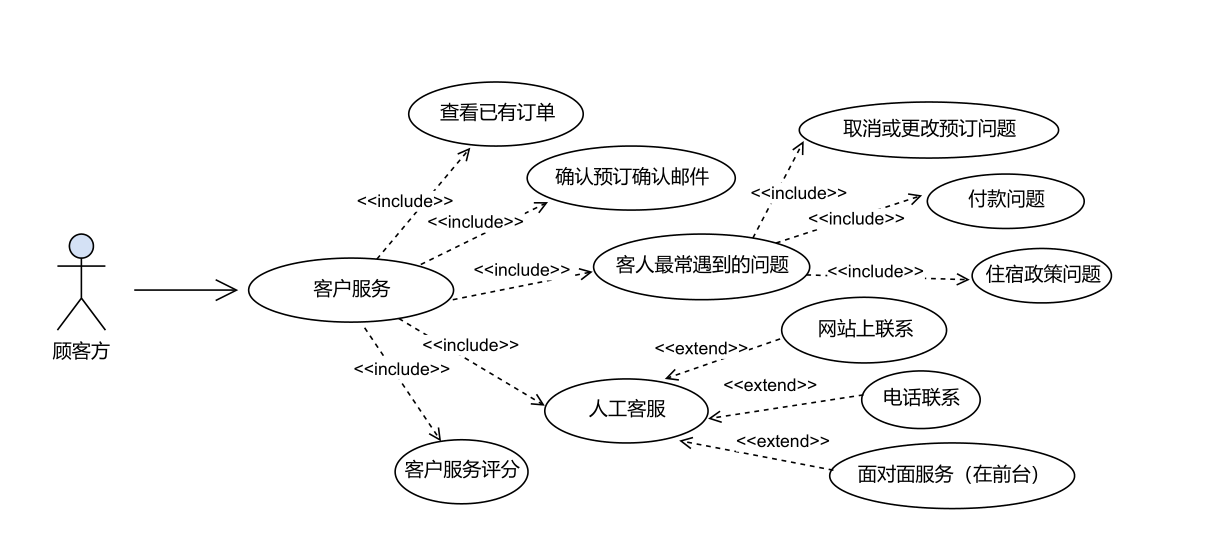 查看已有订单
取消或更改预订问题
确认预订确认邮件
<<include>>
付款问题
<<include>>
<<include>>
<<include>>
客人最常遇到的问题
<<include>>
<<include>>
住宿政策问题
客户服务
网站上联系
顾客方
<<include>>
<<extend>>
<<include>>
<<extend>>
电话联系
人工客服
<<extend>>
客户服务评分
面对面服务（在前台）